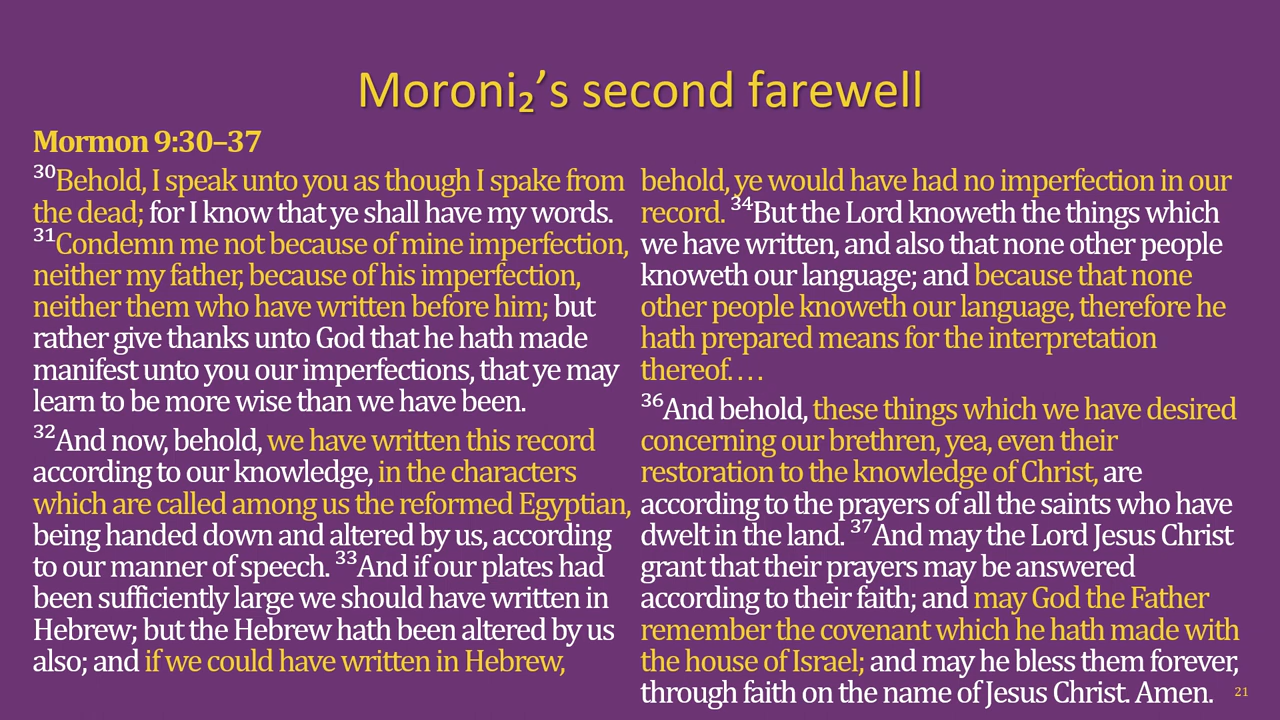 Moroni₂’s second farewell
Mormon 9:30–37
³⁰Behold, I speak unto you as though I spake from
the dead; for I know that ye shall have my words.
³¹Condemn me not because of mine imperfection,
neither my father, because of his imperfection,
neither them who have written before him; but
rather give thanks unto God that he hath made
manifest unto you our imperfections, that ye may
learn to be more wise than we have been.
³²And now, behold, we have written this record
according to our knowledge, in the characters
which are called among us the reformed Egyptian,
being handed down and altered by us, according
to our manner of speech. ³³And if our plates had
been sufficiently large we should have written in
Hebrew; but the Hebrew hath been altered by us
also; and if we could have written in Hebrew,
behold, ye would have had no imperfection in our
record. ³⁴But the Lord knoweth the things which
we have written, and also that none other people
knoweth our language; and because that none
other people knoweth our language, therefore he
hath prepared means for the interpretation
thereof. . . .
³⁶And behold, these things which we have desired
concerning our brethren, yea, even their
restoration to the knowledge of Christ, are
according to the prayers of all the saints who have
dwelt in the land. ³⁷And may the Lord Jesus Christ
grant that their prayers may be answered
according to their faith; and may God the Father
remember the covenant which he hath made with
the house of Israel; and may he bless them forever,
through faith on the name of Jesus Christ. Amen.
21